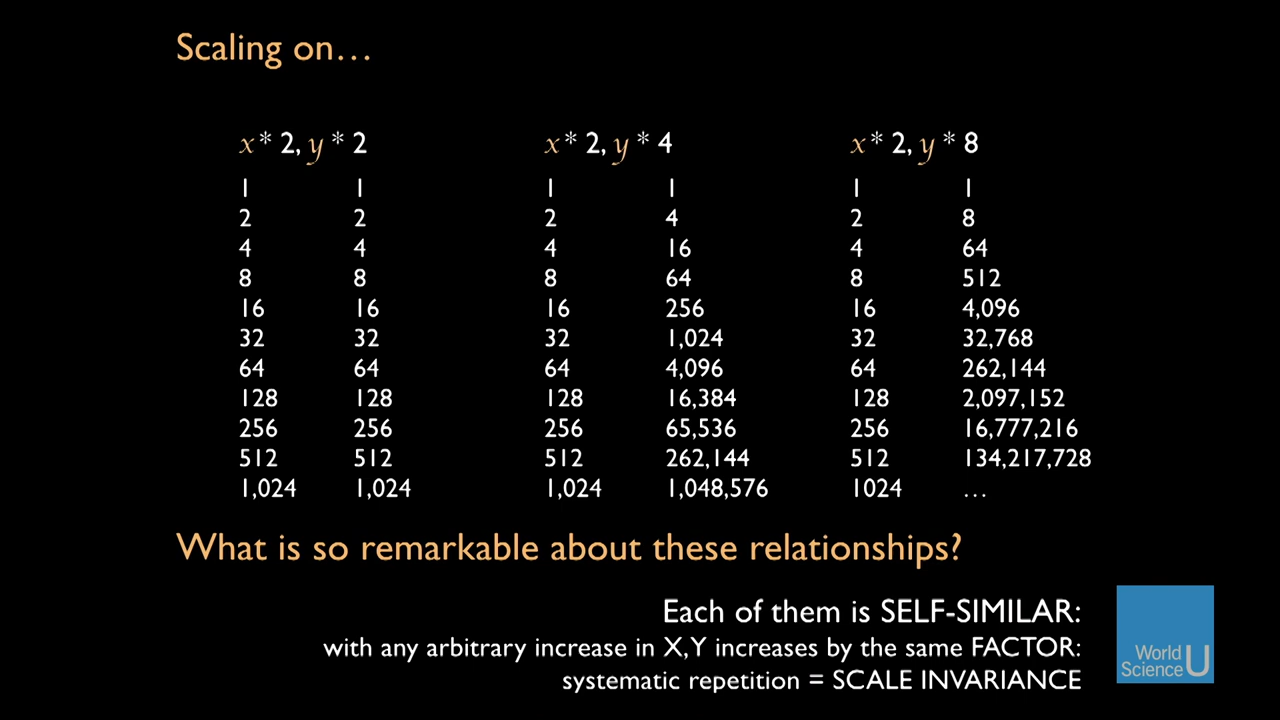 Scaling on…
x * 2, y * 2 x * 2, y * 4 x * 2, y * 8
1 1 1 1 1 1
2 2 2 4 2 8
4 4 4 16 4 64
8 8 8 64 8 512
16 16 16 256 16 4,096
32 32 32 1,024 32 32,768
64 64 64 4,096 64 262,144
128 128 128 16,384 128 2,097,152
256 256 256 65,536 256 16,777,216
512 512 512 262,144 512 134,217,728
1,024 1,024 1,024 1,048,576 1024 …
What is so remarkable about these relationships?
Each of them is SELF-SIMILAR:
with any arbitrary increase in X,Y increases by the same FACTOR:
systematic repetition = SCALE INVARIANCE
World
Science U